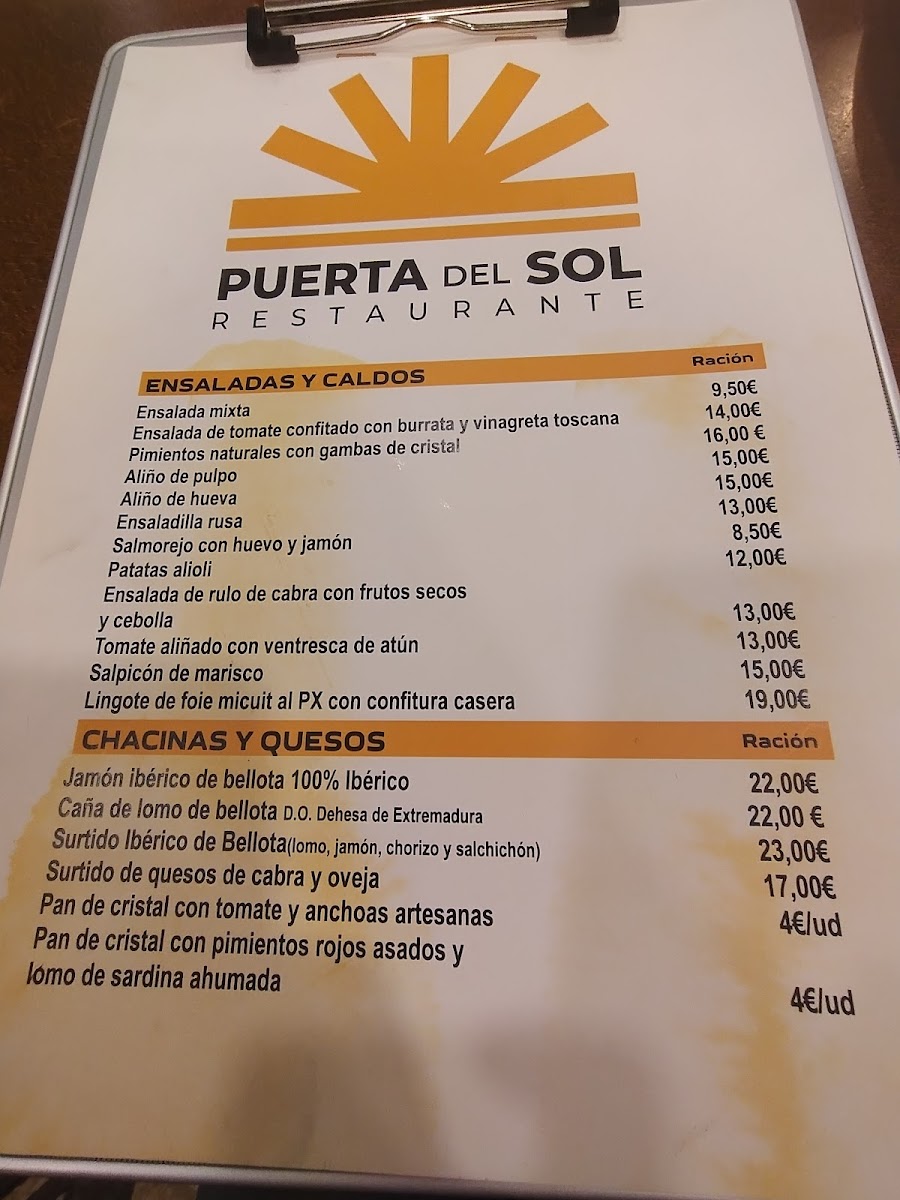 PUERTA DEL SOL
RESTAURANTE
ENSALADAS Y CALDOS Ración
Ensalada mixta 9,50€
Ensalada de tomate confitado con burrata y vinagreta toscana 14,00€
Pimientos naturales con gambas de cristal 16,00 €
Aliño de pulpo 15,00€
Aliño de hueva 15,00€
Ensaladilla rusa 13,00€
Salmorejo con huevo y jamón 8,50€
Patatas alioli 12,00€
Ensalada de rulo de cabra con frutos secos
y cebolla 13,00€
Tomate aliñado con ventresca de atún 13,00€
Salpicón de marisco 15,00€
Lingote de foie micuit al PX con confitura casera 19,00€
CHACINAS Y QUESOS Ración
Jamón ibérico de bellota 100% Ibérico 22,00€
Caña de lomo de bellota D.O. Dehesa de Extremadura 22,00 €
Surtido Ibérico de Bellota(lomo, jamón, chorizo y salchichón) 23,00€
Surtido de quesos de cabra y oveja 17,00€
Pan de cristal con tomate y anchoas artesanas 4€/ud
Pan de cristal con pimientos rojos asados y
lomo de sardina ahumada 4€/ud